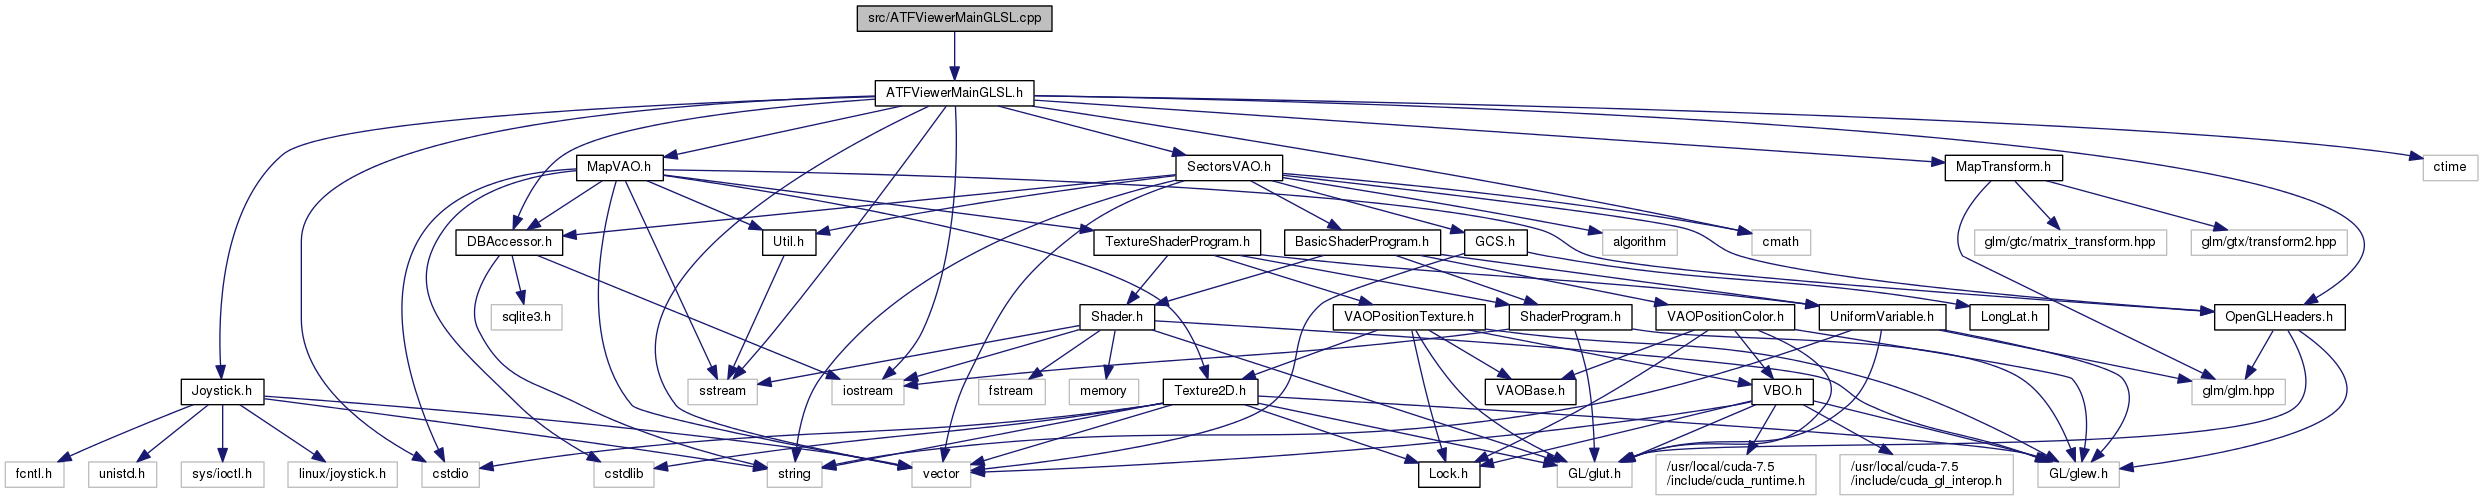 src/ATFViewerMainGLSL.cpp
ATFViewerMainGLSL.h
MapVAO.h
SectorsVAO.h
MapTransform.h
ctime
DBAccessor.h
Util.h
TextureShaderProgram.h
BasicShaderProgram.h
GCS.h
algorithm
cmath
glm/gtc/matrix_transform.hpp
glm/gtx/transform2.hpp
sqlite3.h
Shader.h
VAOPositionTexture.h
ShaderProgram.h
VAOPositionColor.h
UniformVariable.h
LongLat.h
OpenGLHeaders.h
Joystick.h
sstream
iostream
fstream
memory
Texture2D.h
VAOBase.h
VBO.h
glm/glm.hpp
fcntl.h
unistd.h
sys/ioctl.h
linux/joystick.h
cstdio
cstdlib
string
vector
Lock.h
GL/glut.h
/usr/local/cuda-7.5
/include/cuda_runtime.h
/usr/local/cuda-7.5
/include/cuda_gl_interop.h
GL/glew.h